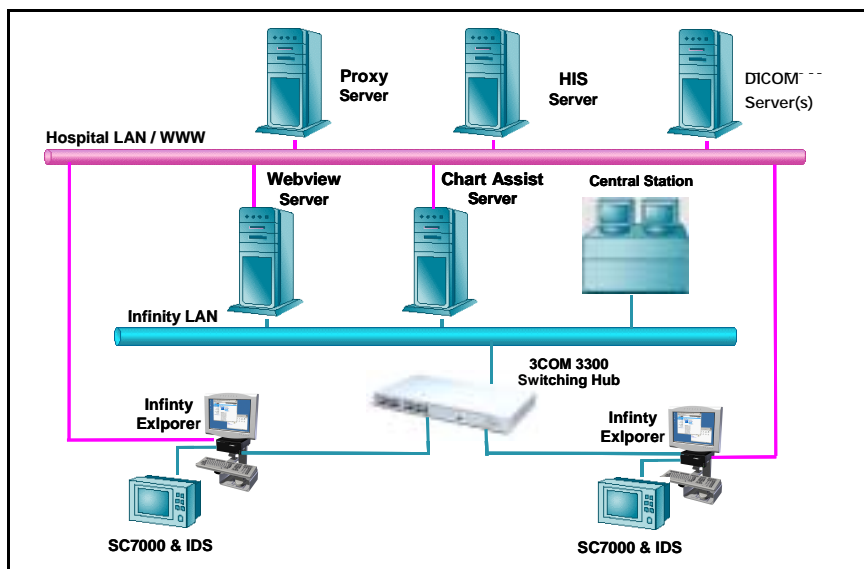 Proxy
Server
HIS
Server
DICOM
Server(s)
Hospital LAN / WWW
Webview
Server
Chart Assist
Server
Central Station
Infinity LAN
3COM 3300
Switching Hub
Infinty
Exlporer
Infinty
Exlporer
SC7000 & IDS
SC7000 & IDS